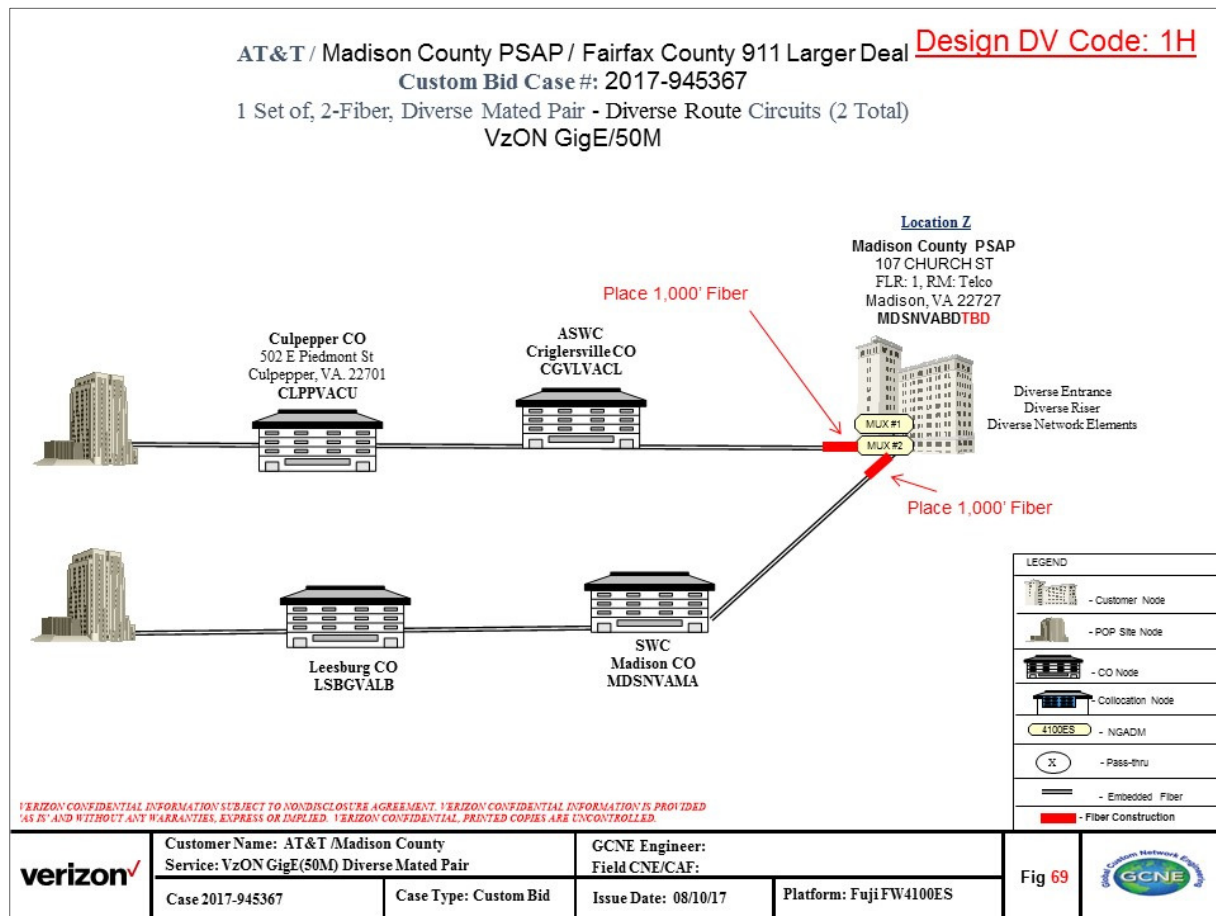 Design DV Code: 1H
AT&T / Madison County PSAP / Fairfax County 911 Larger Deal
Custom Bid Case #: 2017-945367
1 Set of, 2-Fiber, Diverse Mated Pair - Diverse Route Circuits (2 Total)
VzON GigE/50M
Location Z
Madison County PSAP
107 CHURCH ST
FLR: 1, RM: Telco
Madison, VA 22727
MDSNVABDTBD
Place 1,000' Fiber
Culpepper CO
502 E Piedmont St
Culpepper, VA. 22701
CLPPVACU
ASWC
Criglersville CO
CGVLVACL
MUX #1
MUX #2
Diverse Entrance
Diverse Riser
Diverse Network Elements
Place 1,000' Fiber
Leesburg CO
LSBGVALB
SWC
Madison CO
MDSNVAMA
LEGEND
- Customer Node
- POP Site Node
- CO Node
- Collocation Node
4100ES - NGADM
X - Pass-thru
- Embedded Fiber
- Fiber Construction
VERIZON CONFIDENTIAL INFORMATION SUBJECT TO NONDISCLOSURE AGREEMENT. VERIZON CONFIDENTIAL INFORMATION IS PROVIDED
'AS IS' AND WITHOUT ANY WARRANTIES, EXPRESS OR IMPLIED. VERIZON CONFIDENTIAL, PRINTED COPIES ARE UNCONTROLLED.
verizon
Customer Name: AT&T /Madison County
Service: VzON GigE(50M) Diverse Mated Pair
GCNE Engineer:
Field CNE/CAF:
Case 2017-945367
Case Type: Custom Bid
Issue Date: 08/10/17
Platform: Fuji FW4100ES
Fig 69
Global Custom Network Engineering
GCNE